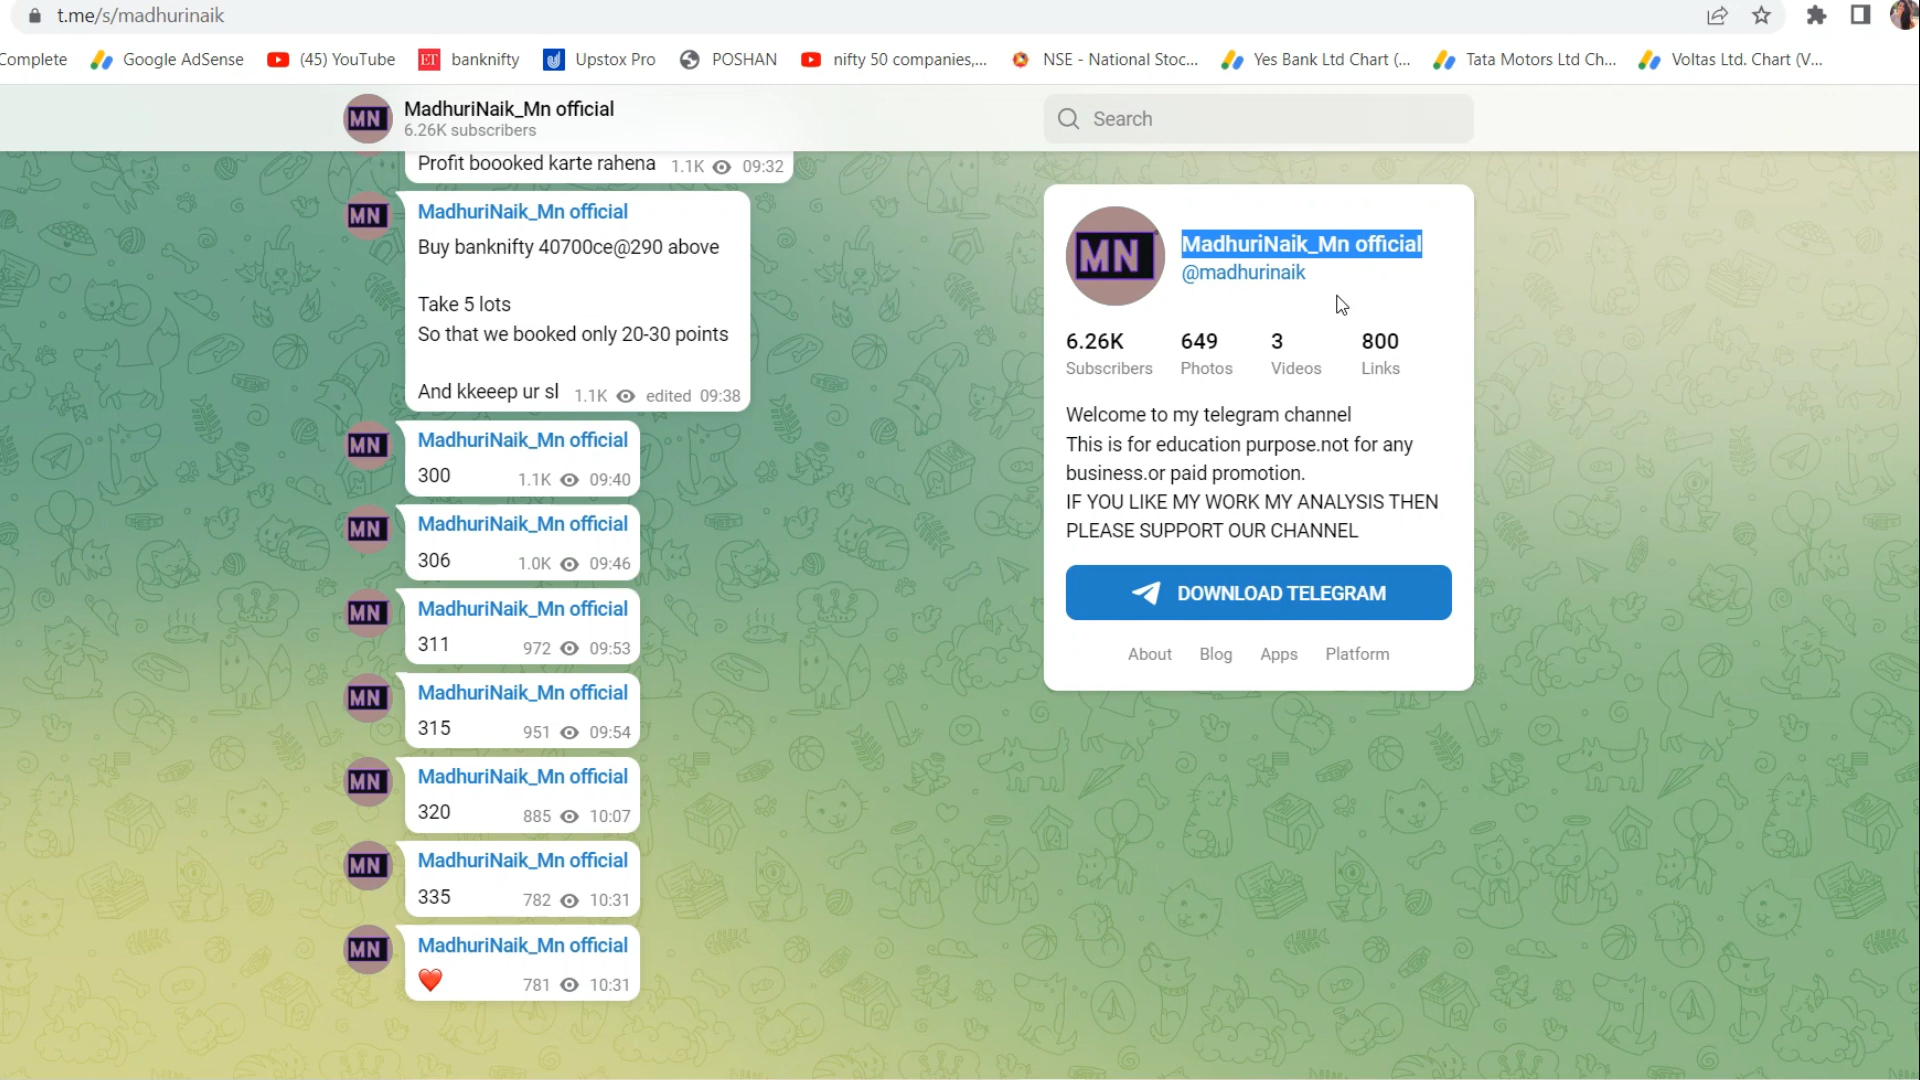 t.me/s/madhurinaik
Complete
Google AdSense
(45) YouTube
ET
banknifty
Upstox Pro
POSHAN
nifty 50 companies,...
NSE - National Stoc...
Yes Bank Ltd Chart (...
Tata Motors Ltd Ch...
Voltas Ltd. Chart (V...
MN
MadhuriNaik_Mn official
6.26K subscribers
Search
Profit boooked karte rahena 1.1K 09:32
MN
MadhuriNaik_Mn official
Buy banknifty 40700ce@290 above
Take 5 lots
So that we booked only 20-30 points
And kkeeep ur sl 1.1K edited 09:38
MN
MadhuriNaik_Mn official
300 1.1K 09:40
MN
MadhuriNaik_Mn official
306 1.0K 09:46
MN
MadhuriNaik_Mn official
311 972 09:53
MN
MadhuriNaik_Mn official
315 951 09:54
MN
MadhuriNaik_Mn official
320 885 10:07
MN
MadhuriNaik_Mn official
335 782 10:31
MN
MadhuriNaik_Mn official
❤️ 781 10:31
MN
MadhuriNaik_Mn official
@madhurinaik
6.26K 649 3 800
Subscribers Photos Videos Links
Welcome to my telegram channel
This is for education purpose.not for any
business.or paid promotion.
IF YOU LIKE MY WORK MY ANALYSIS THEN
PLEASE SUPPORT OUR CHANNEL
DOWNLOAD TELEGRAM
About Blog Apps Platform